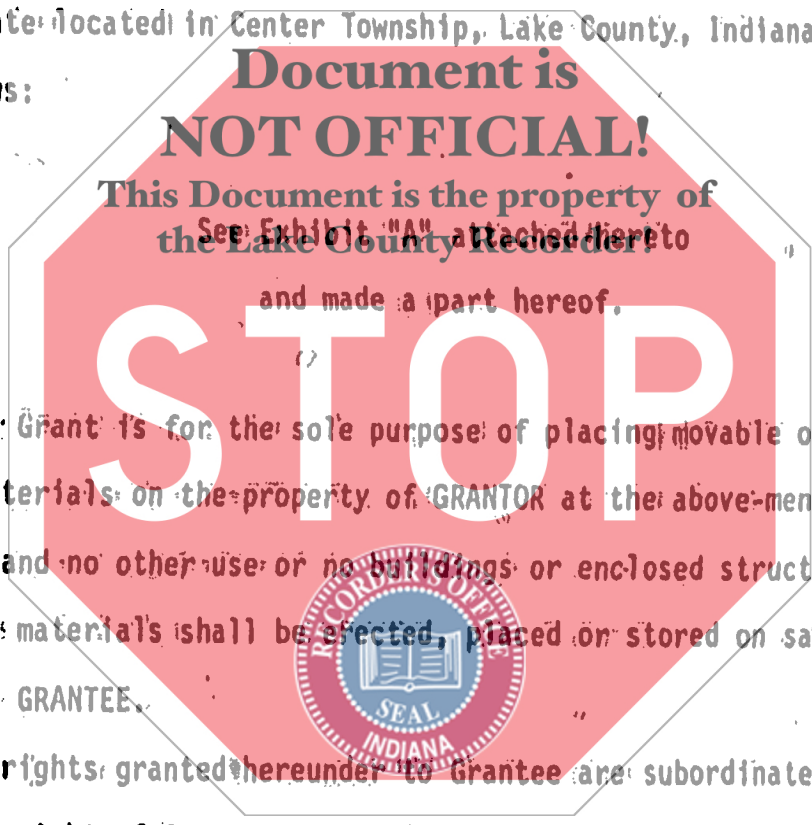 te located in Center Township, Lake County, Indiana
s:
Document is
NOT OFFICIAL!
This Document is the property of
the Lake County Recorder!
See Exhibit "A" attached hereto
and made a part hereof.
STOP
Grant is for the sole purpose of placing movable o
terials on the property of GRANTOR at the above-men
and no other use or no buildings or enclosed struct
materials shall be erected, placed or stored on sa
GRANTEE.
RECORDER'S OFFICE
SEAL
INDIANA
rights granted hereunder to Grantee are subordinate